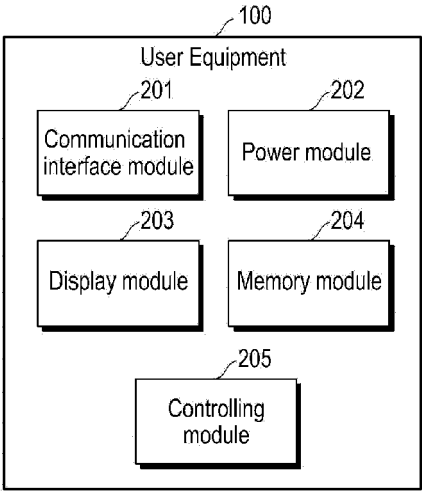 100
User Equipment
201
202
Communication
interface module
Power module
203
204
Display module
Memory module
205
Controlling
module